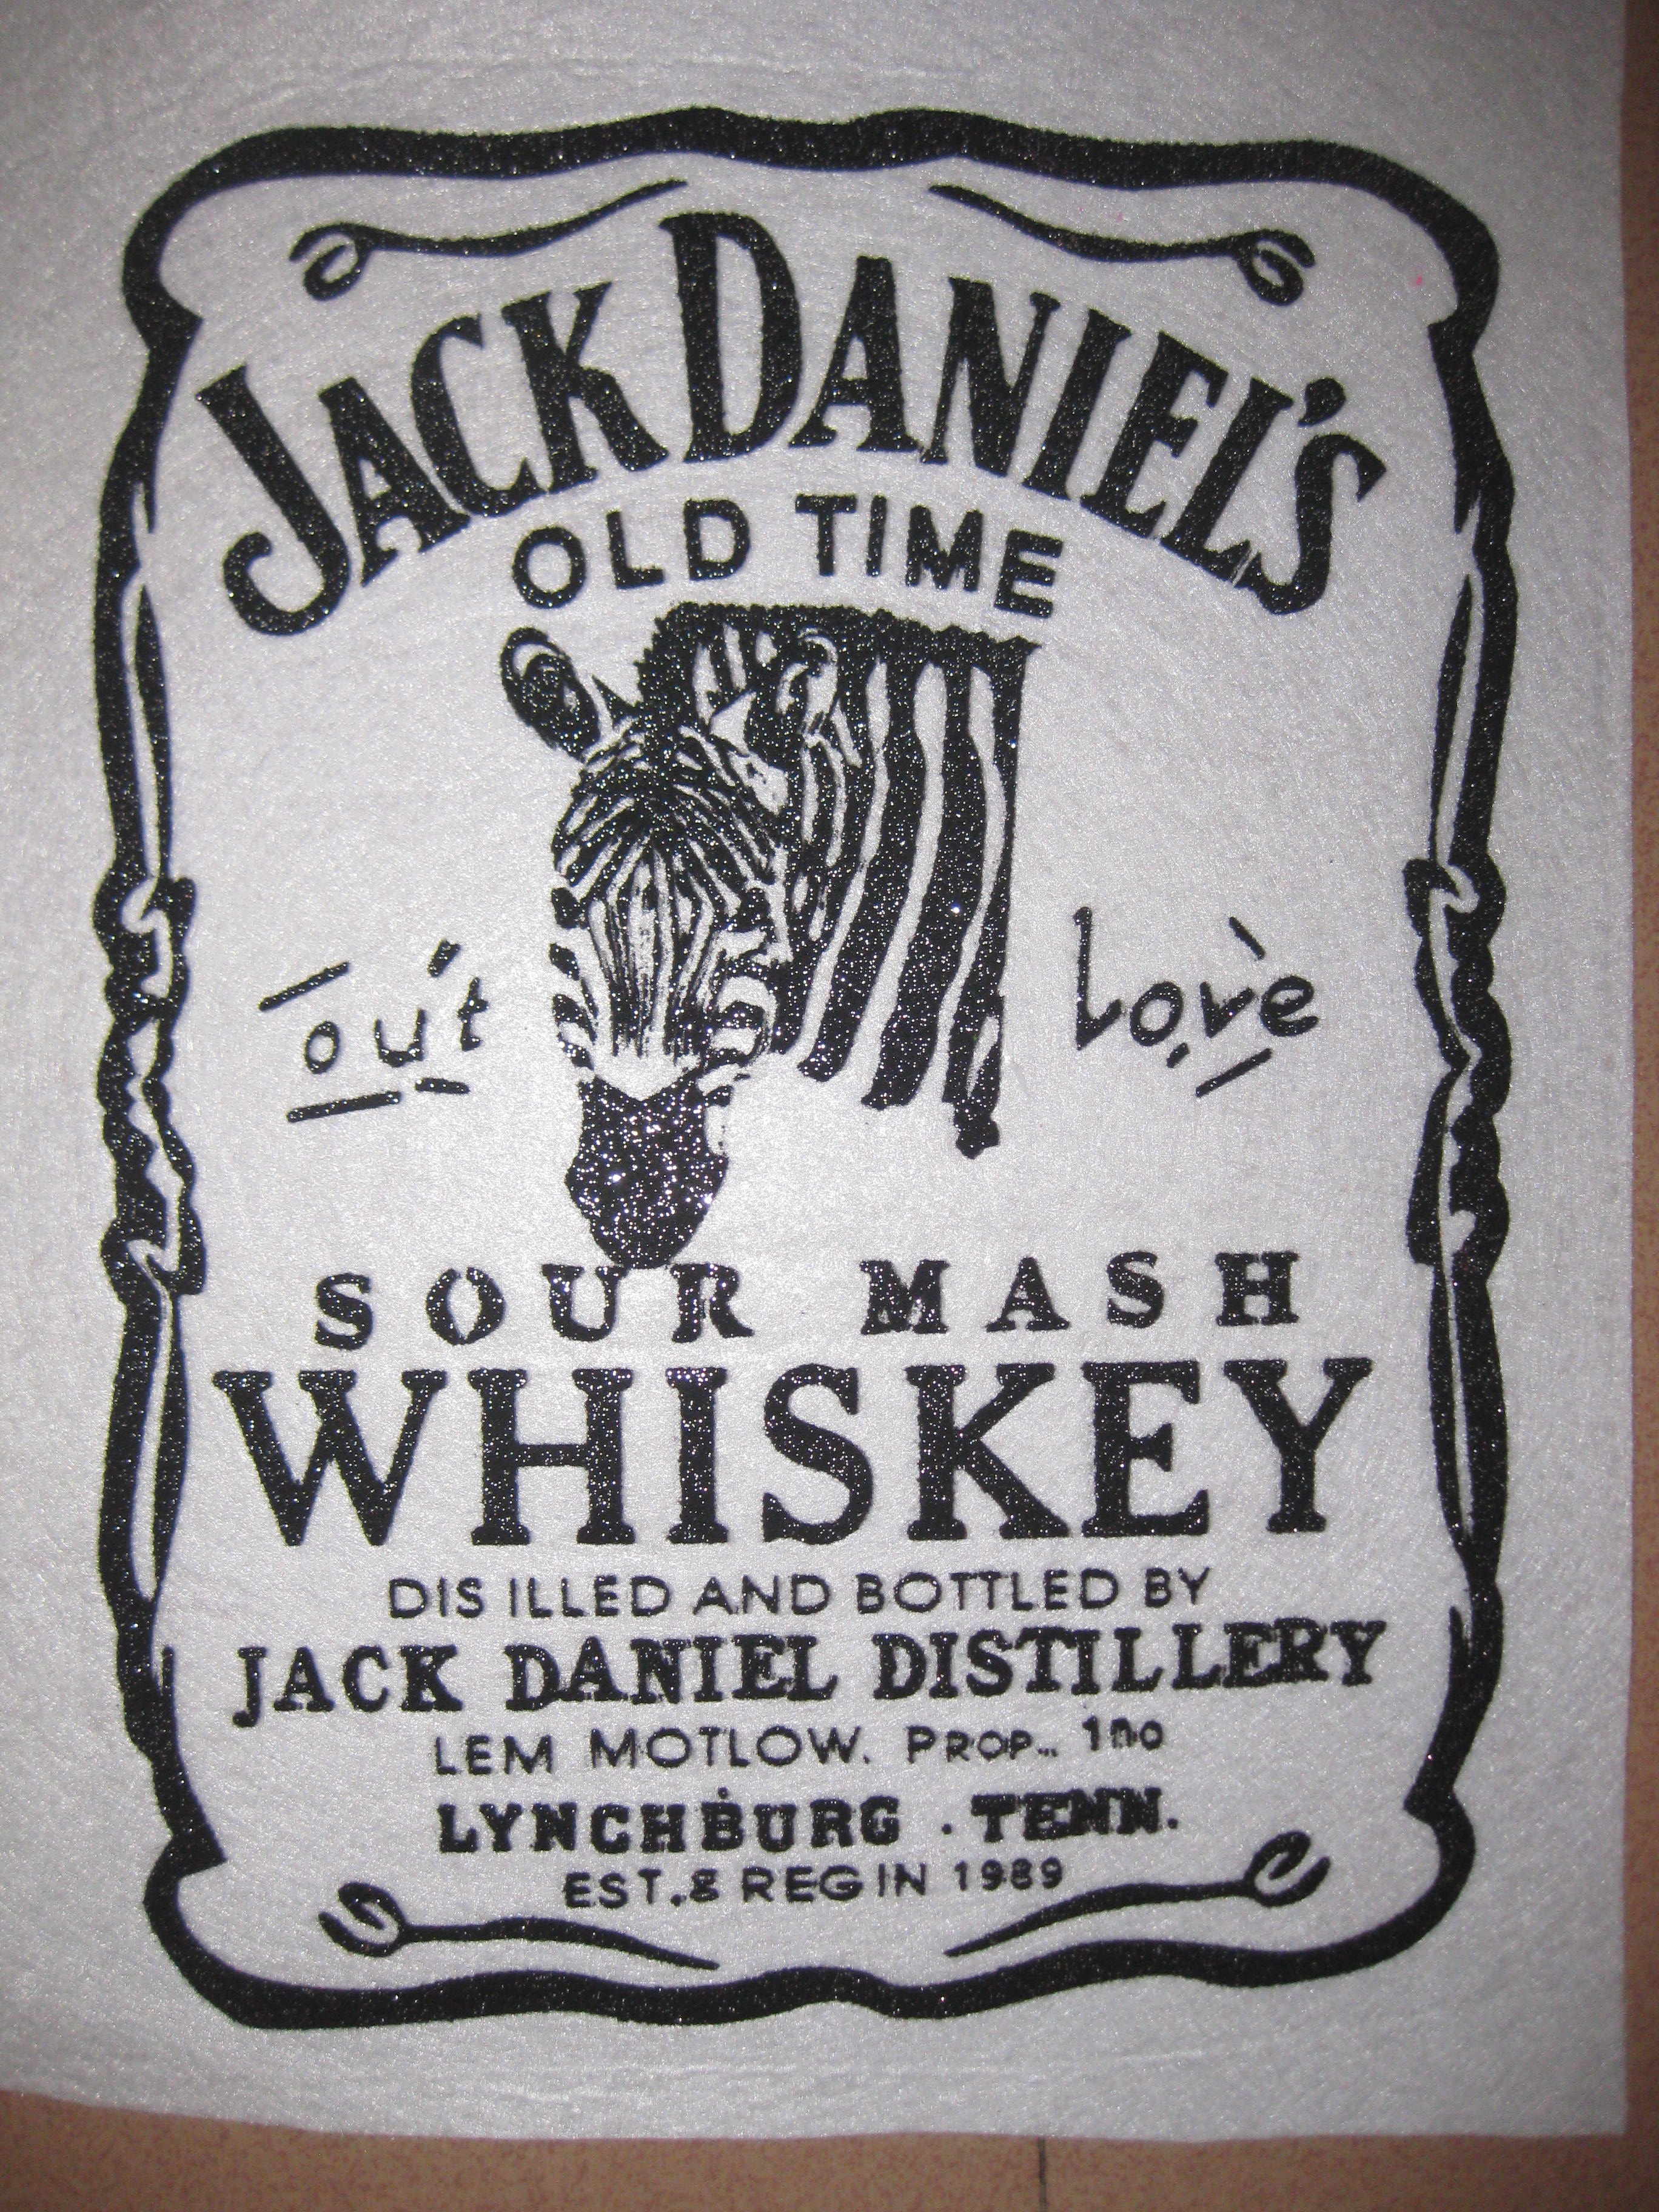 JACK DANIEL'S
OLD TIME
out
Love
SOUR MASH
WHISKEY
DIS ILLED AND BOTTLED BY
JACK DANIEL DISTILLERY
LEM MOTLOW. PROP...
LYNCHBURG . TENN.
EST.& REG IN 1989